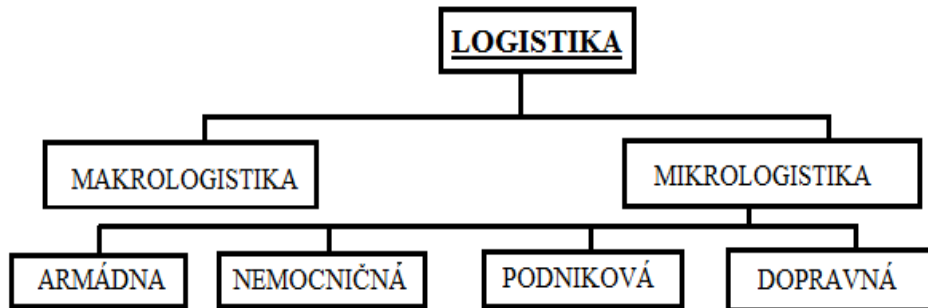 LOGISTIKA
MAKROLOGISTIKA
MIKROLOGISTIKA
ARMÁDNA
NEMOCNIČNÁ
PODNIKOVÁ
DOPRAVNÁ